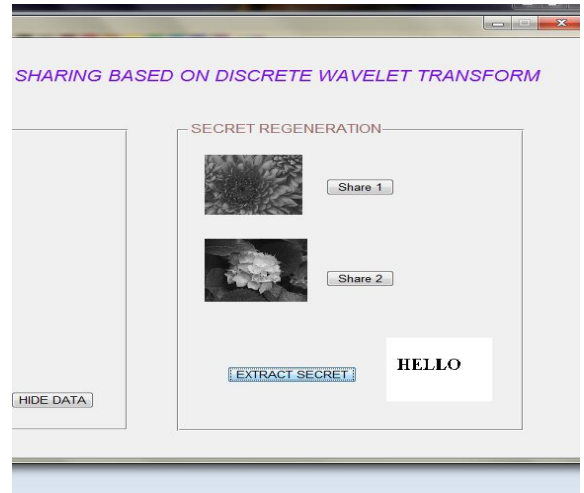 SHARING BASED ON DISCRETE WAVELET TRANSFORM
SECRET REGENERATION
Share 1
Share 2
EXTRACT SECRET
HELLO
HIDE DATA